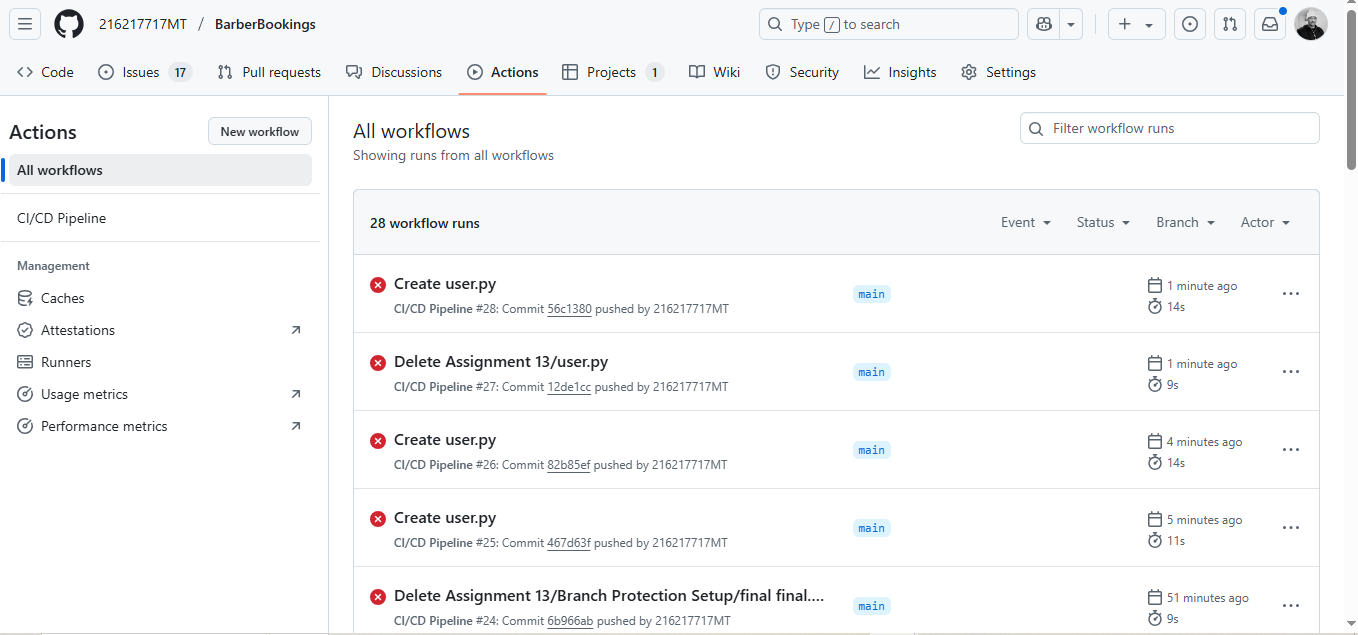 216217717MT / BarberBookings
Type / to search
Code
Issues 17
Pull requests
Discussions
Actions
Projects 1
Wiki
Security
Insights
Settings
Actions
New workflow
All workflows
CI/CD Pipeline
Management
Caches
Attestations
Runners
Usage metrics
Performance metrics
All workflows
Showing runs from all workflows
Filter workflow runs
28 workflow runs
Event
Status
Branch
Actor
Create user.py
CI/CD Pipeline #28: Commit 56c1380 pushed by 216217717MT
main
1 minute ago
14s
Delete Assignment 13/user.py
CI/CD Pipeline #27: Commit 12de1cc pushed by 216217717MT
main
1 minute ago
9s
Create user.py
CI/CD Pipeline #26: Commit 82b85ef pushed by 216217717MT
main
4 minutes ago
14s
Create user.py
CI/CD Pipeline #25: Commit 467d63f pushed by 216217717MT
main
5 minutes ago
11s
Delete Assignment 13/Branch Protection Setup/final final....
CI/CD Pipeline #24: Commit 6b966ab pushed by 216217717MT
main
51 minutes ago
9s